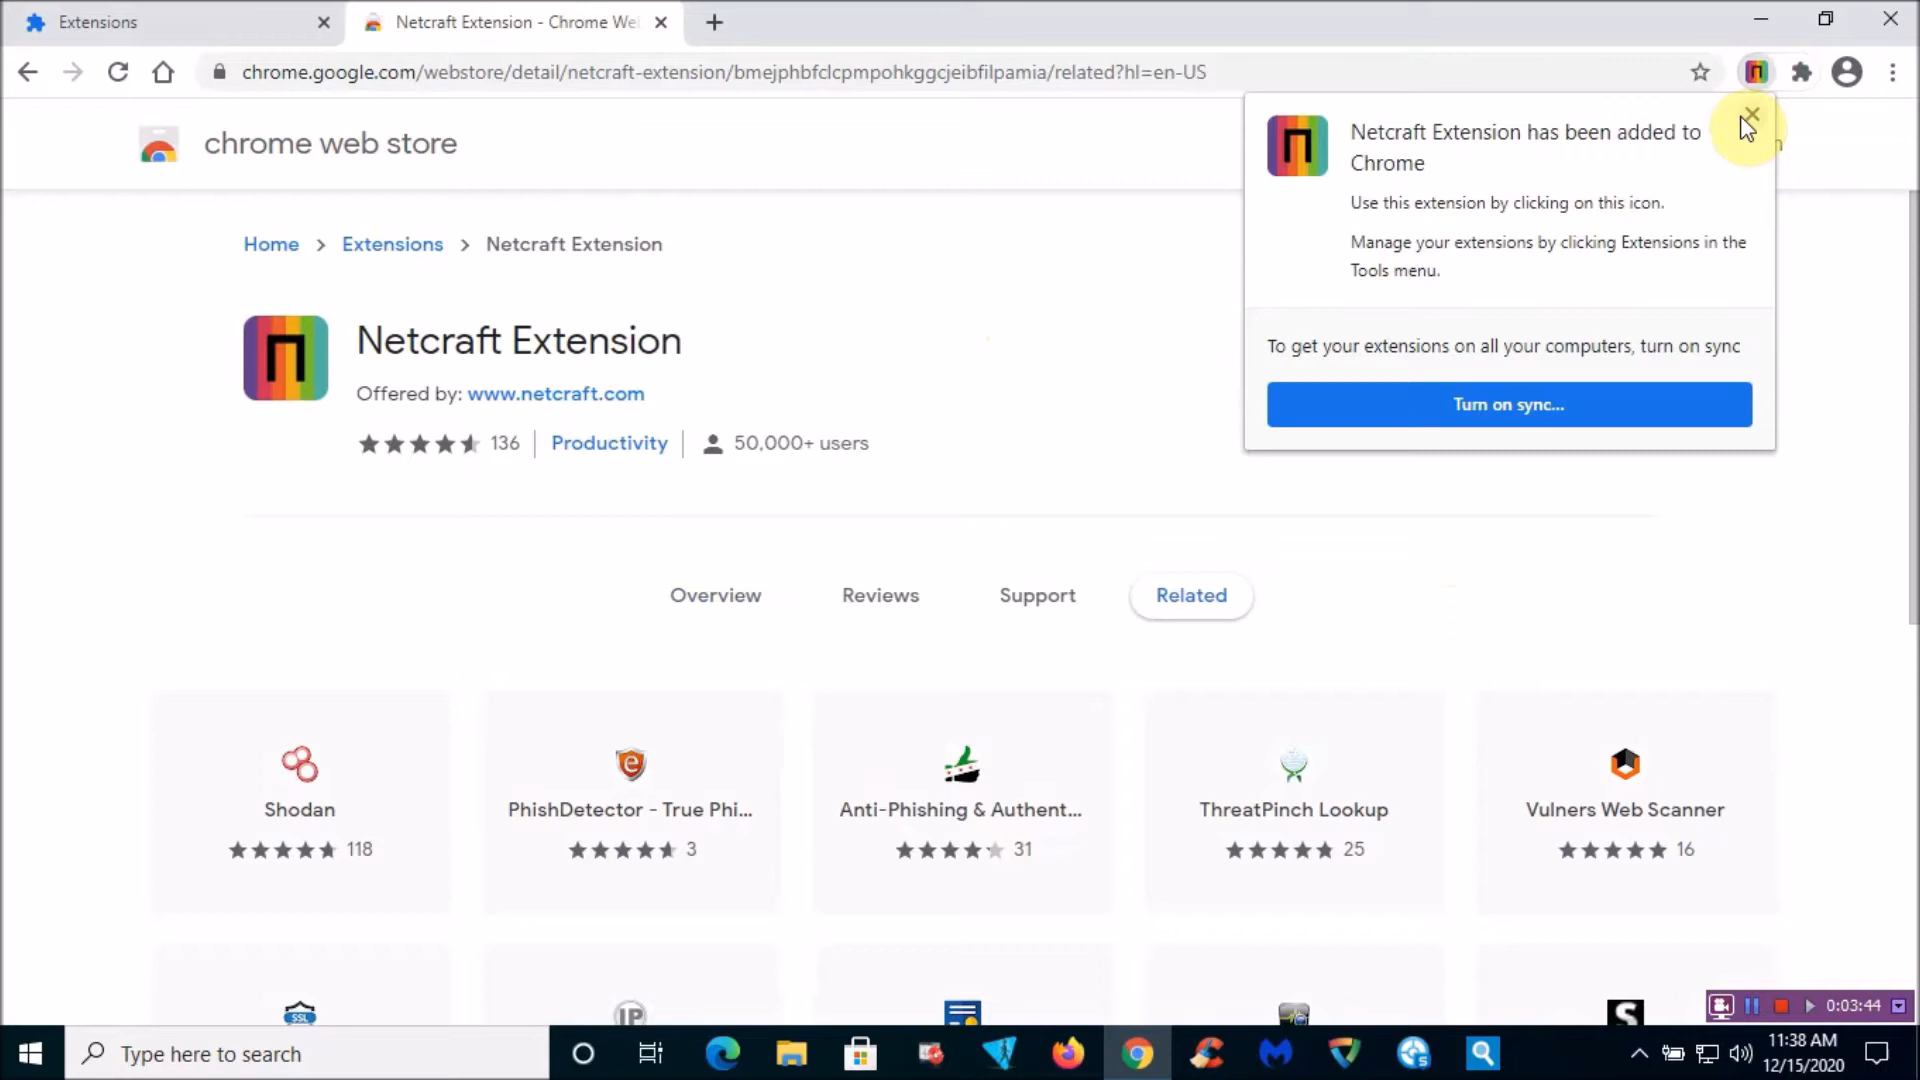 Extensions
Netcraft Extension - Chrome We
chrome.google.com/webstore/detail/netcraft-extension/bmejphbfclcpmpohkggcjeibfilpamia/related?hl=en-US
chrome web store
Netcraft Extension has been added to
Chrome
Use this extension by clicking on this icon.
Manage your extensions by clicking Extensions in the
Tools menu.
To get your extensions on all your computers, turn on sync
Turn on sync...
Home > Extensions > Netcraft Extension
Netcraft Extension
Offered by: www.netcraft.com
136 Productivity 50,000+ users
Overview Reviews Support Related
Shodan
118
PhishDetector - True Phi...
3
Anti-Phishing & Authent...
31
ThreatPinch Lookup
25
Vulners Web Scanner
16
SSL
IP
S
0:03:44
Type here to search
11:38 AM
12/15/2020